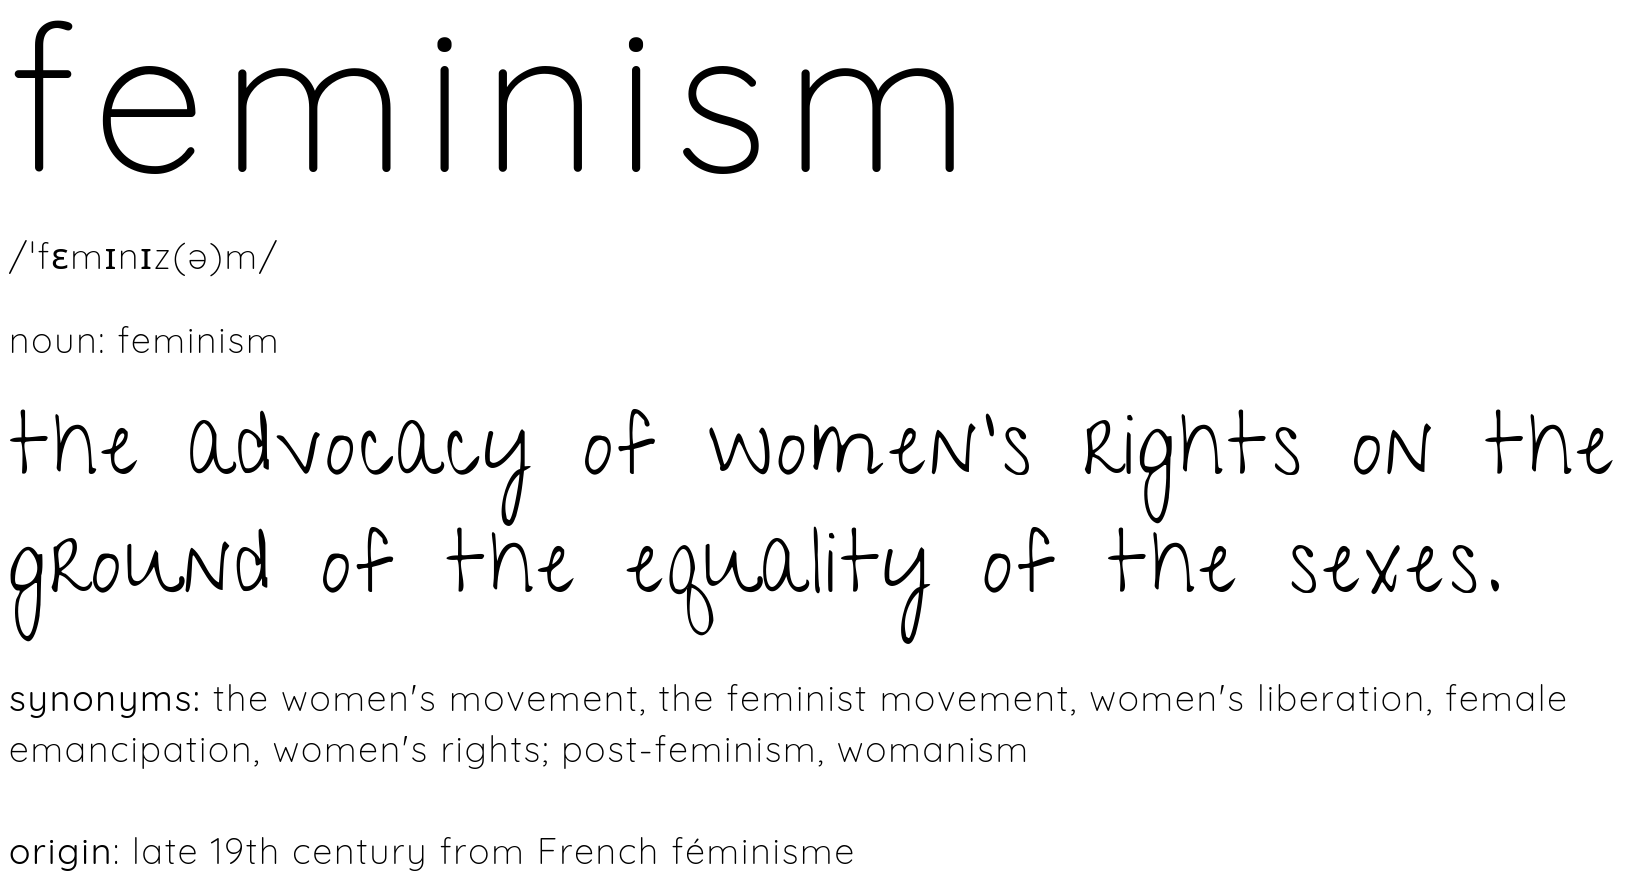 feminism
/ˈfɛmɪnɪz(ə)m/
noun: feminism
the advocacy of women's rights on the
ground of the equality of the sexes.
synonyms: the women's movement, the feminist movement, women's liberation, female
emancipation, women's rights; post-feminism, womanism
origin: late 19th century from French féminisme